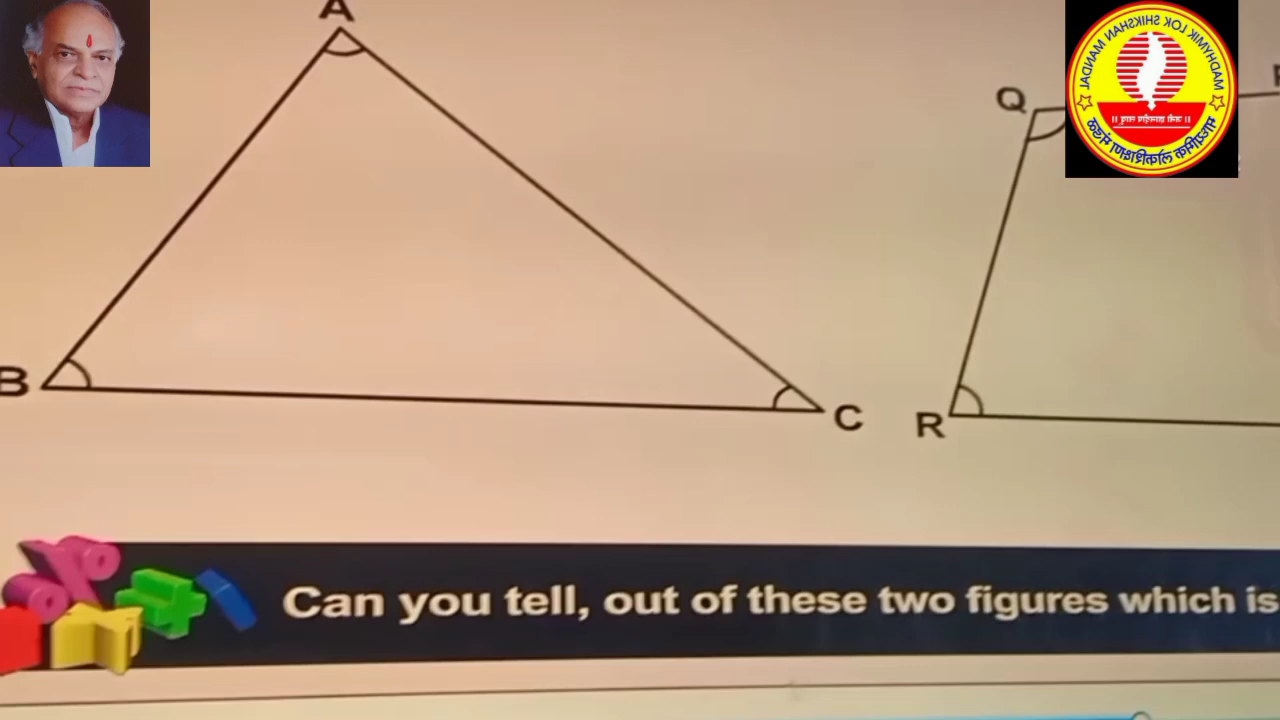 A
Q
MADHYMIK LOK SHIKSHAN MANDAL
B
C
R
Can you tell, out of these two figures which is